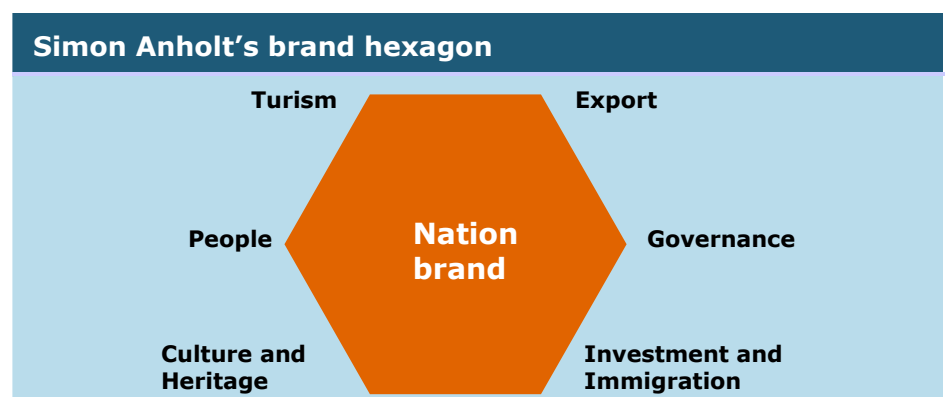 Simon Anholt’s brand hexagon
Turism
Export
People
Nation
brand
Governance
Culture and
Heritage
Investment and
Immigration